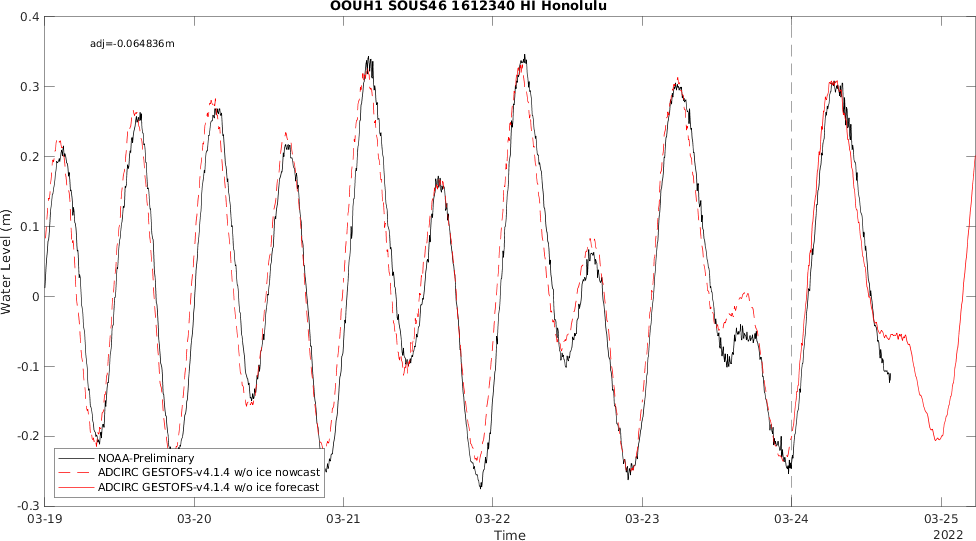 OOUH1 SOUS46 1612340 HI Honolulu
adj=-0.064836m
0.4
0.3
0.2
0.1
0
-0.1
-0.2
-0.3
Water Level (m)
NOAA-Preliminary
ADCIRC GESTOFS-v4.1.4 w/o ice nowcast
ADCIRC GESTOFS-v4.1.4 w/o ice forecast
03-19 03-20 03-21 03-22 03-23 03-24 03-25
Time
2022